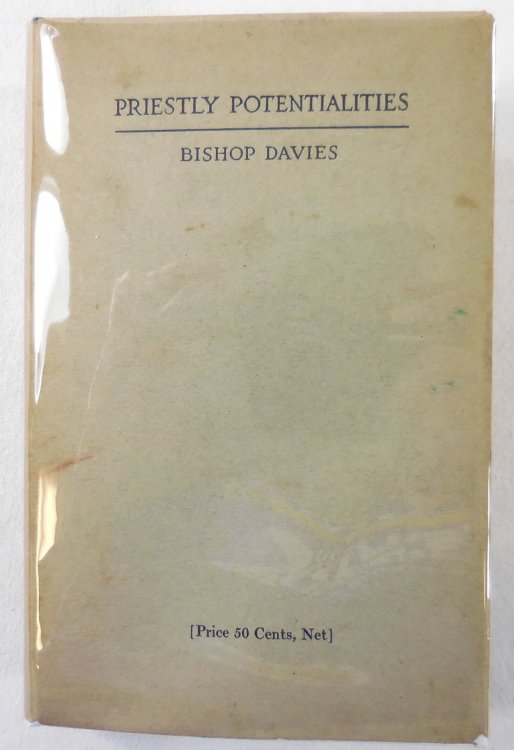 PRIESTLY POTENTIALITIES
BISHOP DAVIES
[Price 50 Cents, Net]